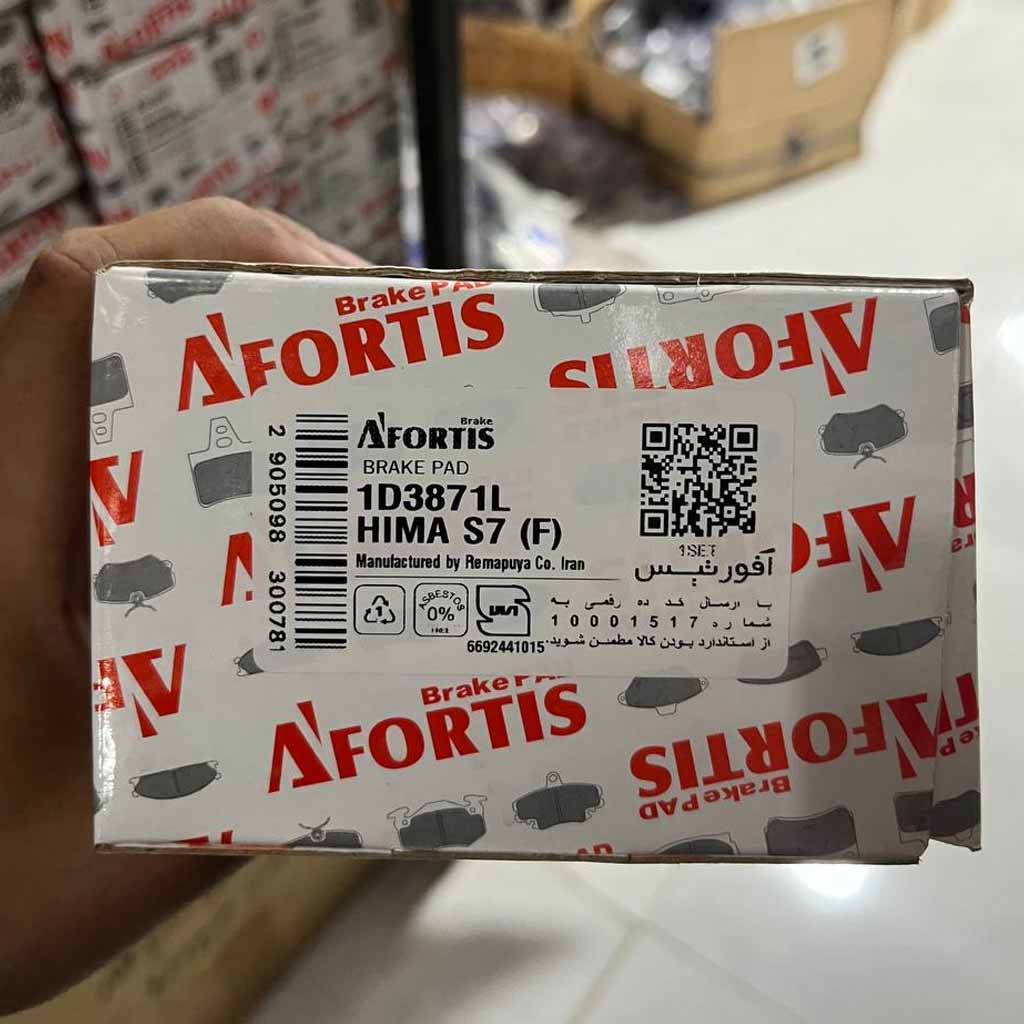 Brake PAD
AFORTIS
AFORTIS
Brake
AFORTIS
BRAKE PAD
1D3871L
HIMA S7 (F)
Manufactured by Remapuya Co. Iran
2 905098 300781
1SET
آفورتیس
1
ASBESTOS
0%
FREE
6692441015
با ارسال کد ده رقمی به
شماره 10001517
از استاندارد بودن کالا مطمئن شوید.
Brake PAD
AFORTIS
AFORTIS
Brake PAD